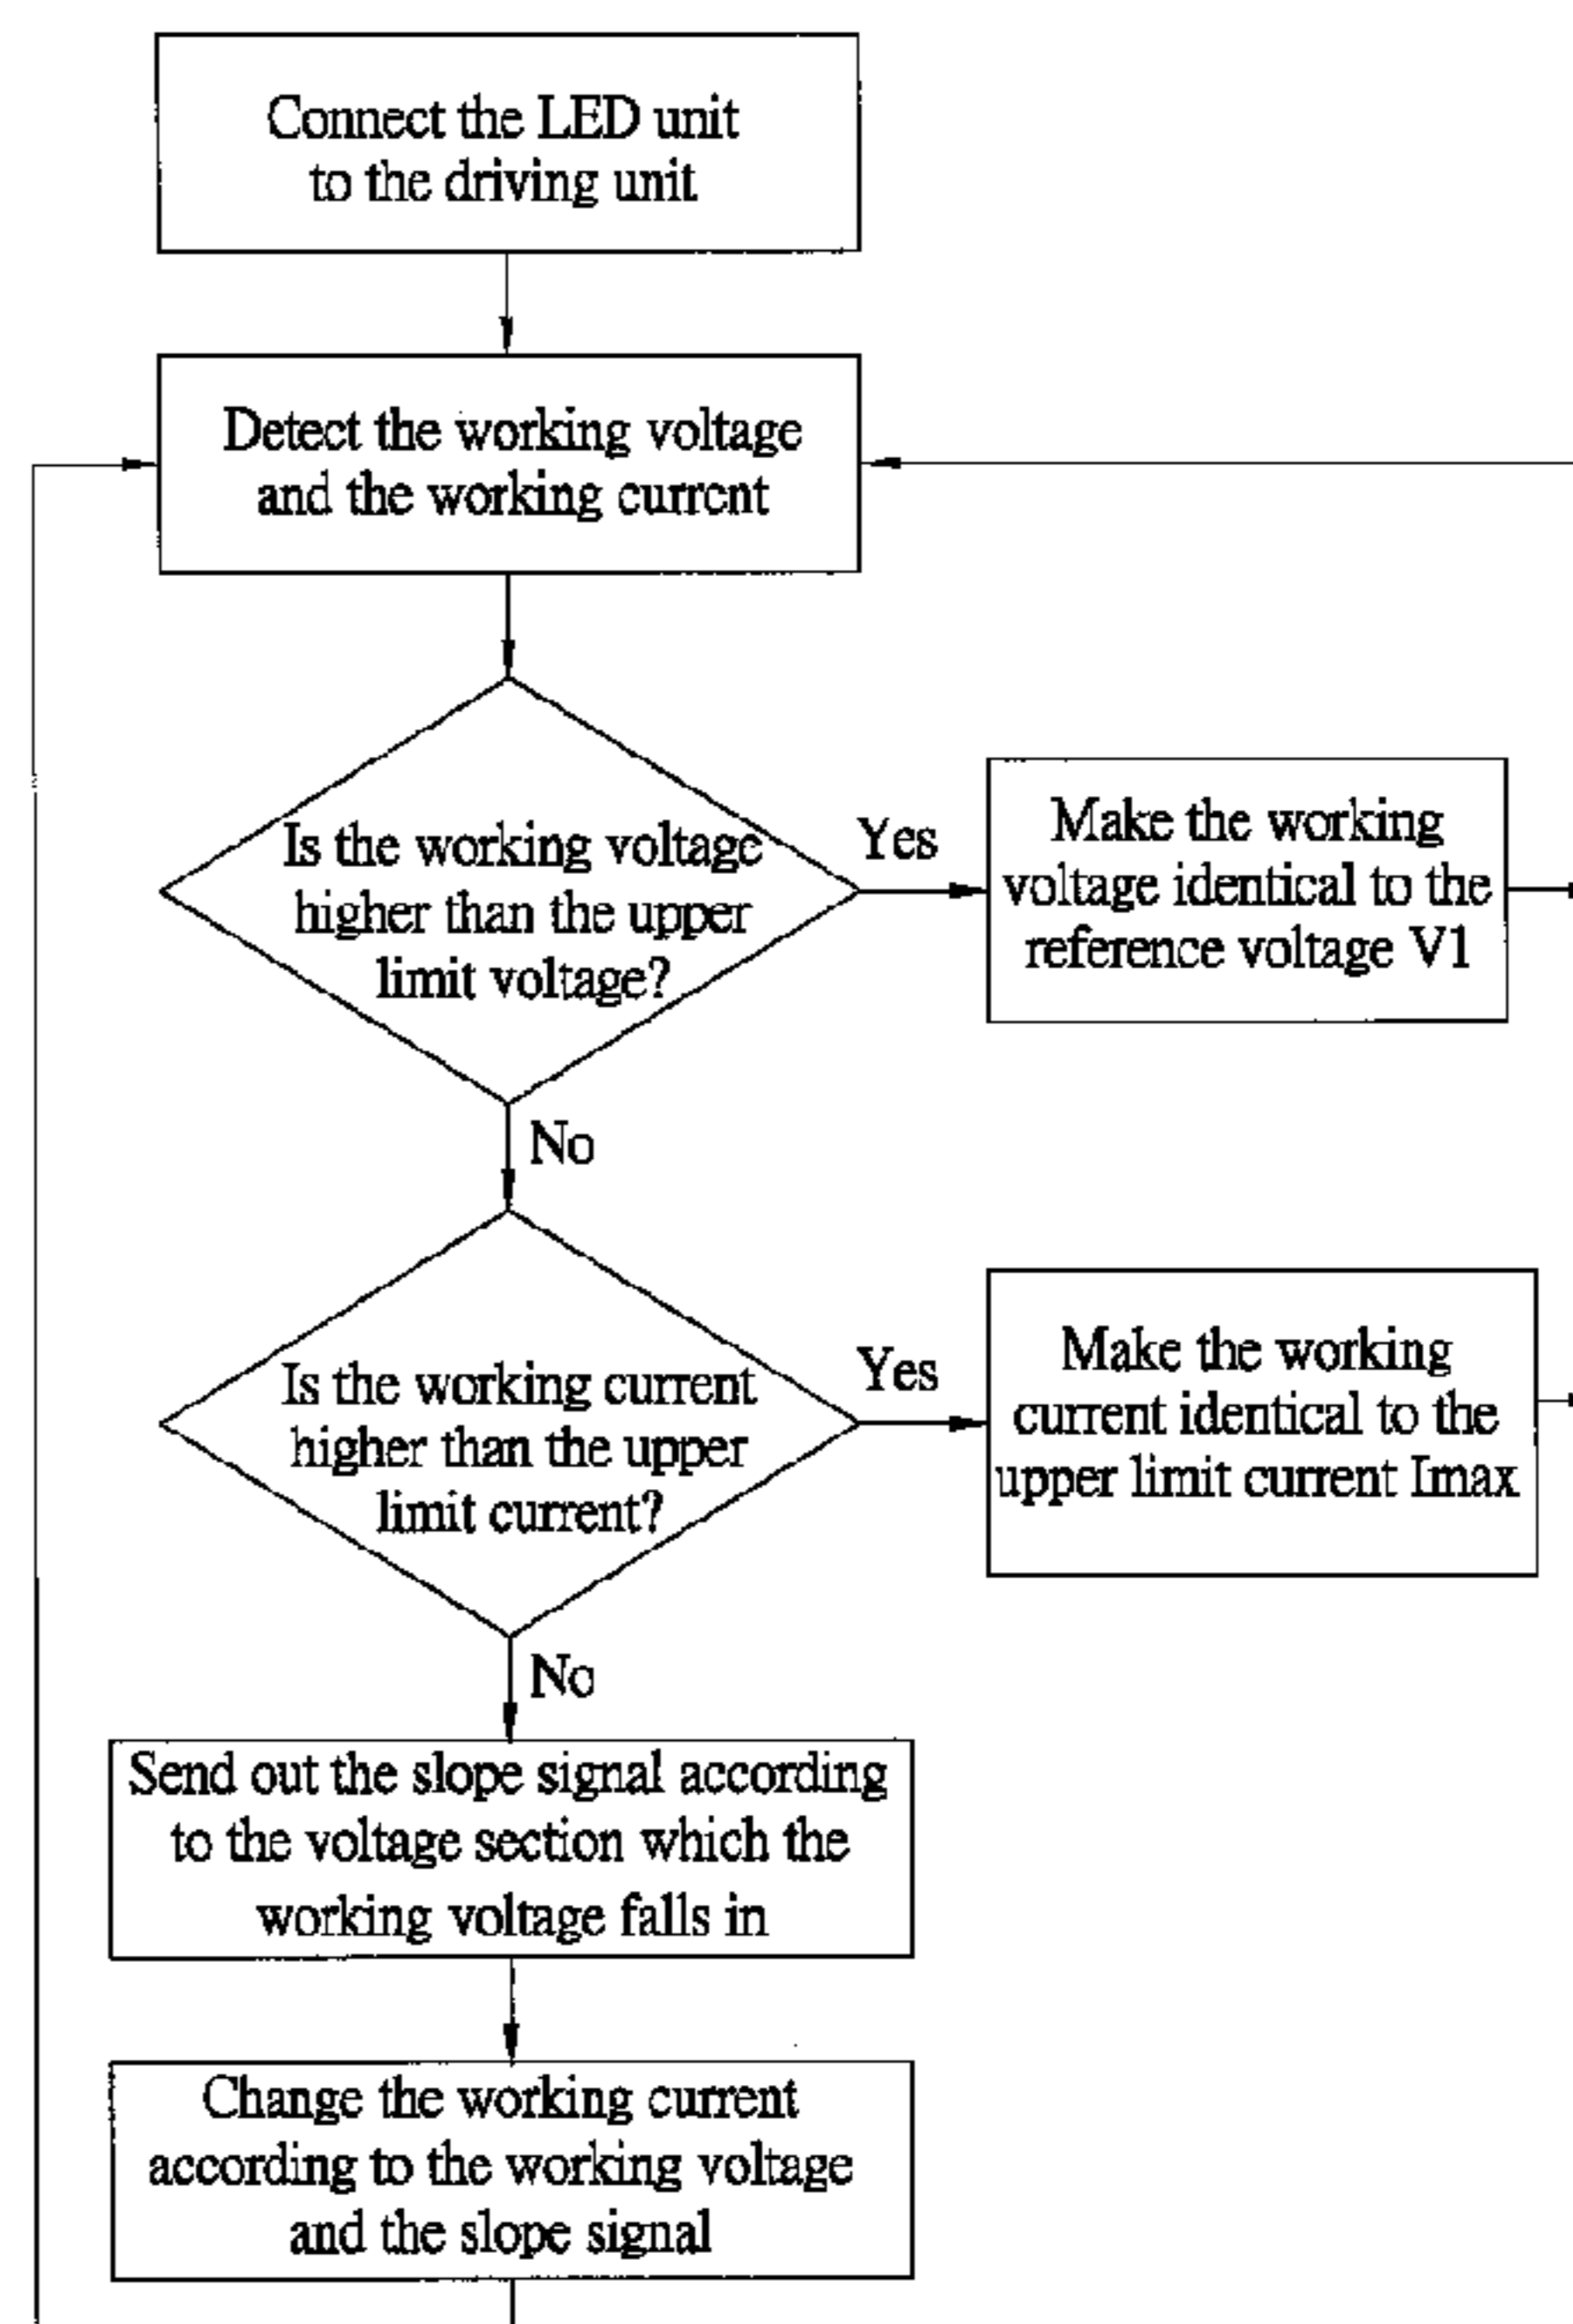 Connect the LED unit
to the driving unit
Detect the working voltage
and the working current
Is the working voltage
higher than the upper
limit voltage?
Yes
Make the working
voltage identical to the
reference voltage V1
No
Is the working current
higher than the upper
limit current?
Yes
Make the working
current identical to the
upper limit current Imax
No
Send out the slope signal according
to the voltage section which the
working voltage falls in
Change the working current
according to the working voltage
and the slope signal